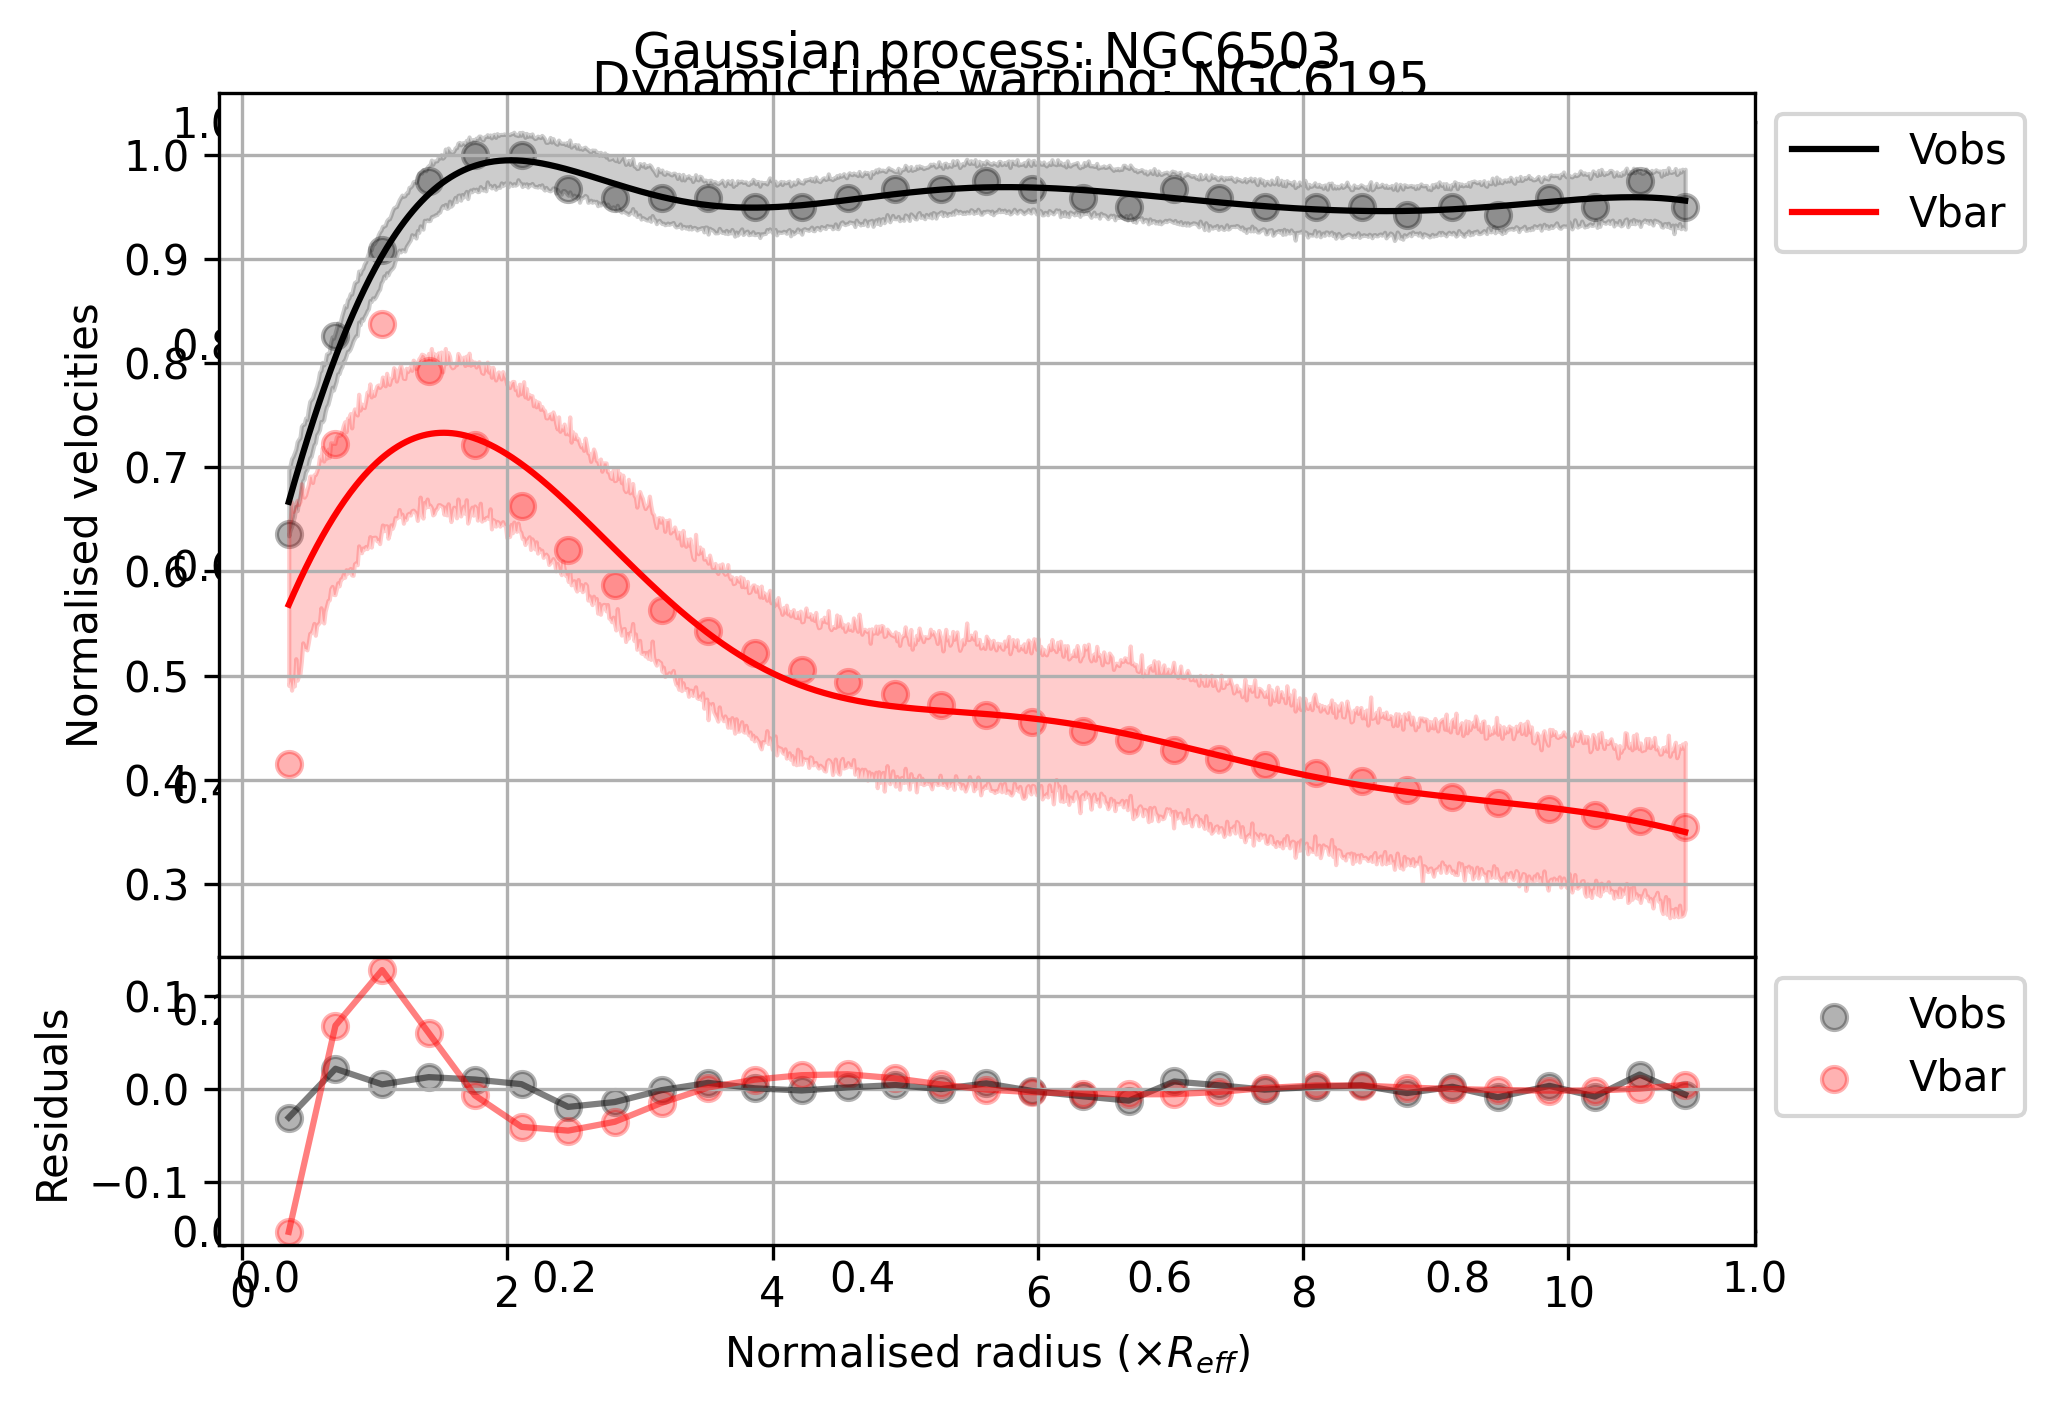 Gaussian process: NGC6503
Dynamic time warping: NGC6195
Normalised velocities
1.0
0.9
0.8
0.7
0.6
0.5
0.4
0.3
Vobs
Vbar
Residuals
0.1
0.0
−0.1
Vobs
Vbar
0 2 4 6 8 10
0.0 0.2 0.4 0.6 0.8 1.0
Normalised radius (×R_eff)